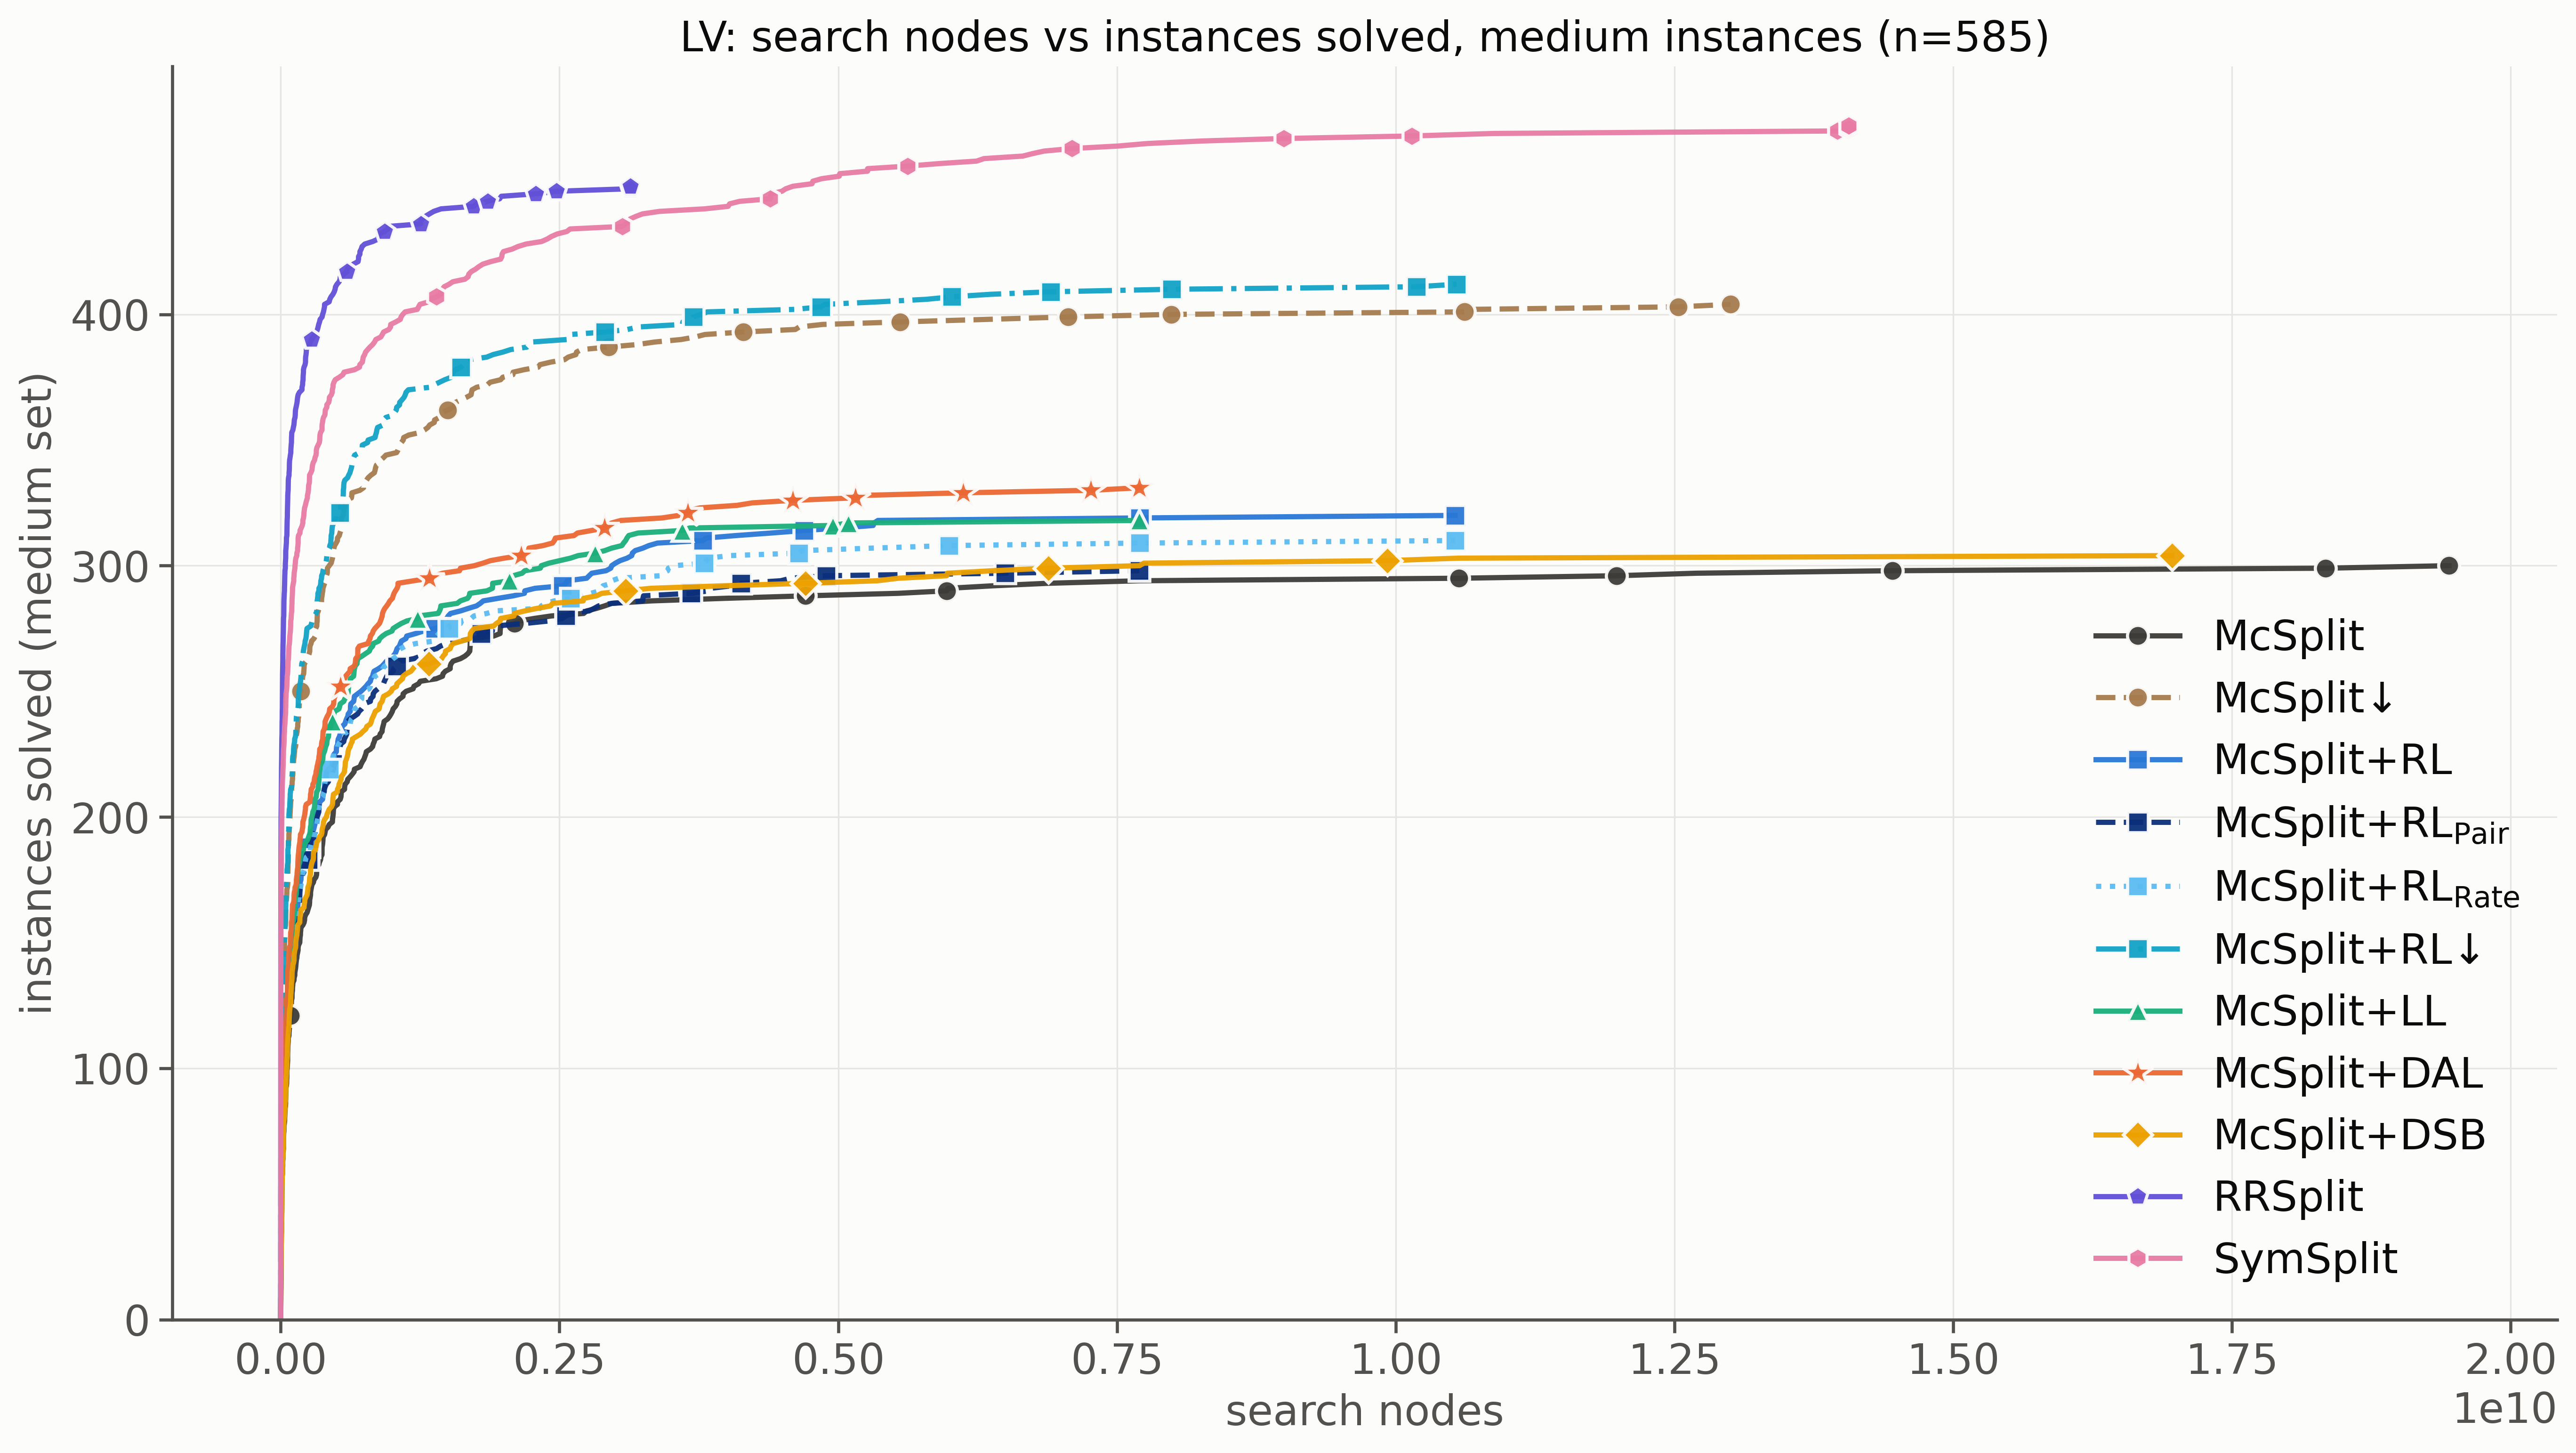 LV: search nodes vs instances solved, medium instances (n=585)
instances solved (medium set)
400
300
200
100
0
0.00 0.25 0.50 0.75 1.00 1.25 1.50 1.75 2.00
1e10
search nodes
McSplit
McSplit↓
McSplit+RL
McSplit+RL_Pair
McSplit+RL_Rate
McSplit+RL↓
McSplit+LL
McSplit+DAL
McSplit+DSB
RRSplit
SymSplit